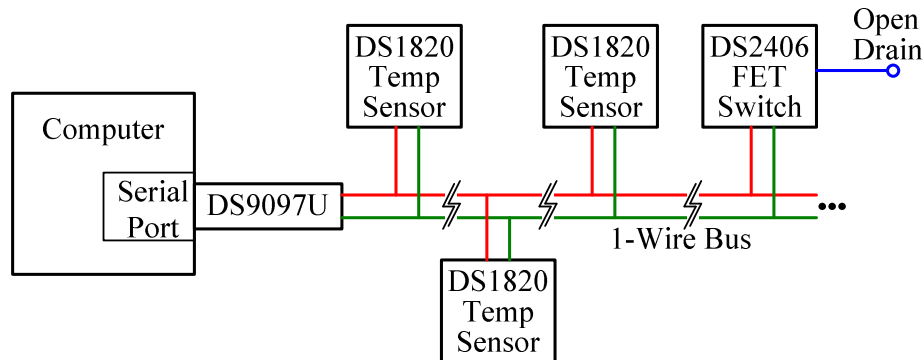 DS1820
Temp
Sensor
DS1820
Temp
Sensor
DS2406
FET
Switch
Open
Drain
Computer
Serial
Port
DS9097U
1-Wire Bus
DS1820
Temp
Sensor